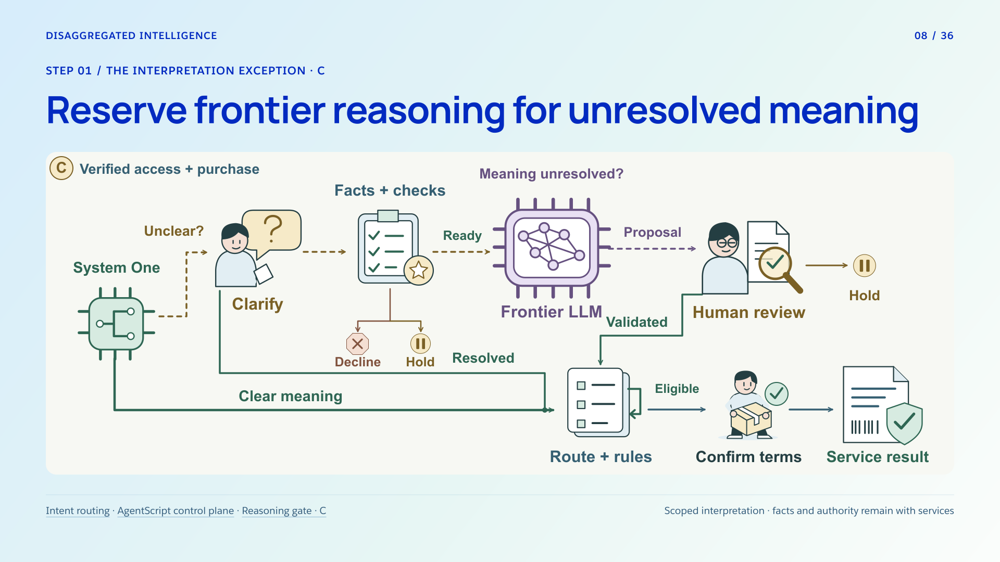 DISAGGREGATED INTELLIGENCE
08 / 36
STEP 01 / THE INTERPRETATION EXCEPTION · C
Reserve frontier reasoning for unresolved meaning
C Verified access + purchase
Meaning unresolved?
Facts + checks
Unclear?
Ready
Proposal
System One
Clarify
Frontier LLM
Human review
Hold
Validated
Decline
Hold
Resolved
Clear meaning
Eligible
Route + rules
Confirm terms
Service result
Intent routing · AgentScript control plane · Reasoning gate · C
Scoped interpretation · facts and authority remain with services